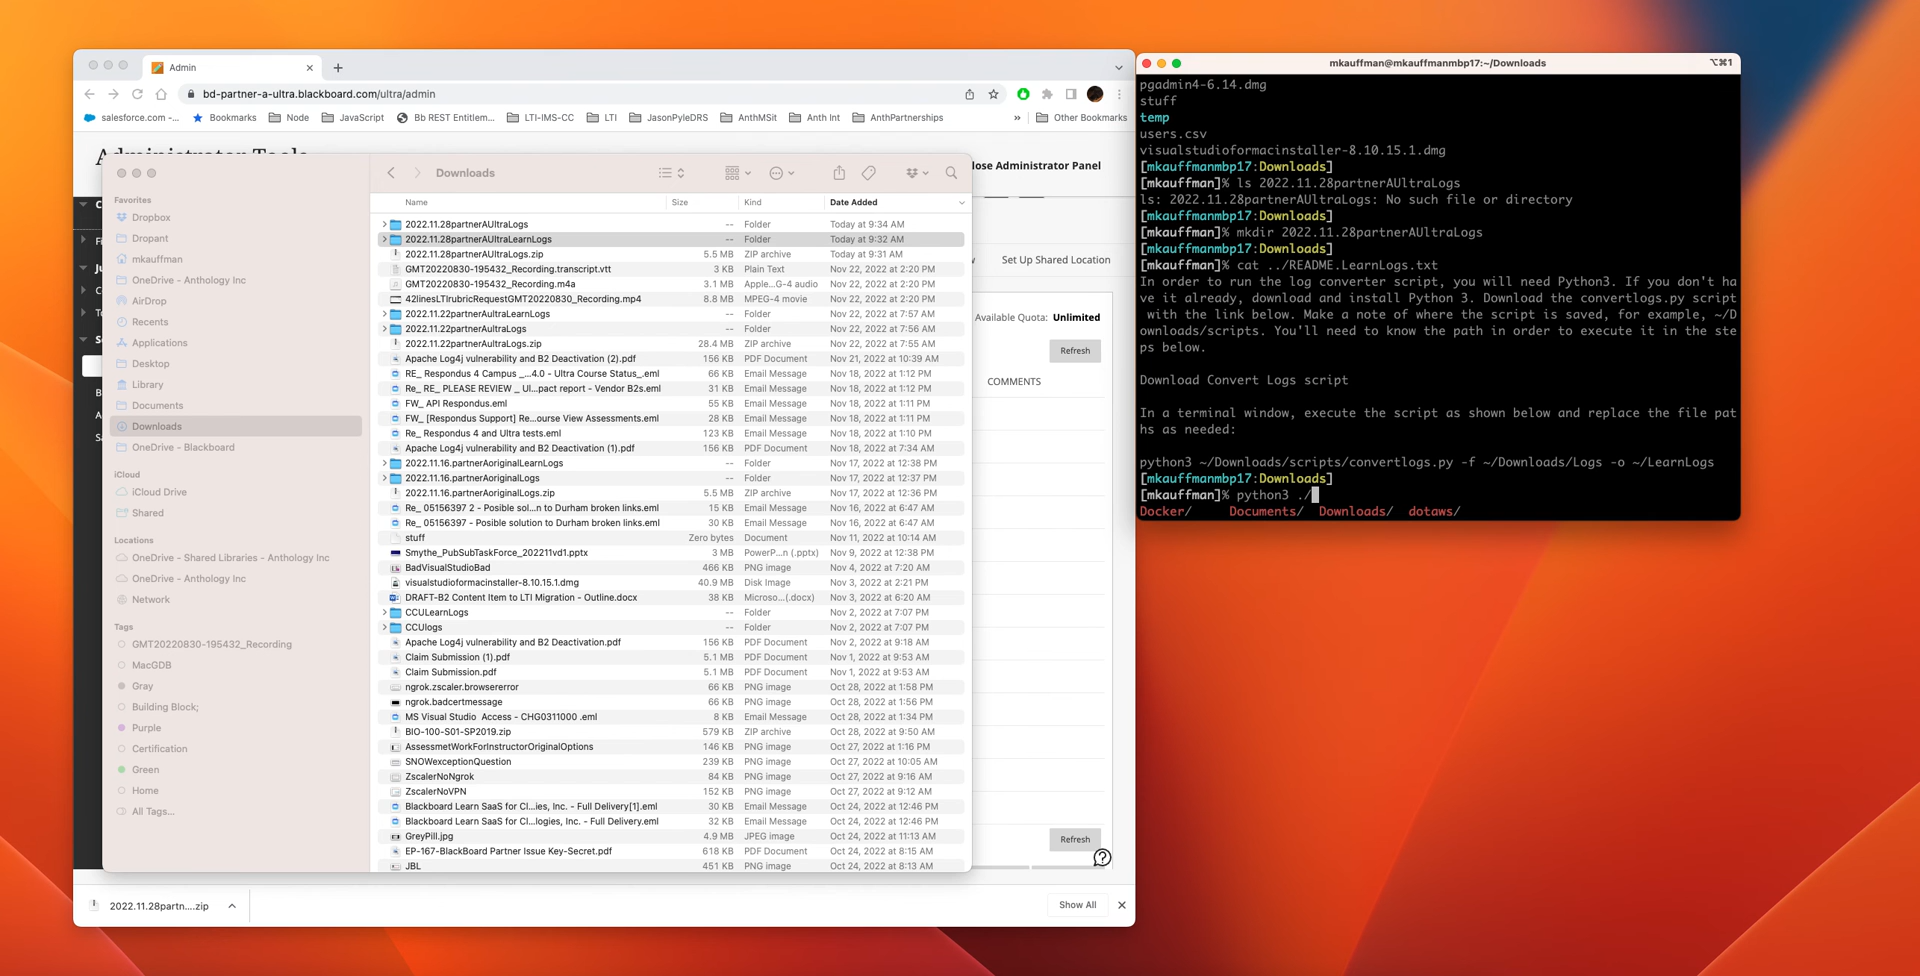 Admin
bd-partner-a-ultra.blackboard.com/ultra/admin
salesforce.com -...
Bookmarks
Node
JavaScript
Bb REST Entitlem...
LTI-IMS-CC
LTI
JasonPyleDRS
AnthMSit
Anth Int
AnthPartnerships
»
Other Bookmarks
lose Administrator Panel
Set Up Shared Location
Available Quota: Unlimited
Refresh
COMMENTS
Refresh
Favorites
Dropbox
Dropant
mkauffman
OneDrive - Anthology Inc
AirDrop
Recents
Applications
Desktop
Library
Documents
Downloads
OneDrive - Blackboard
iCloud
iCloud Drive
Shared
Locations
OneDrive - Shared Libraries - Anthology Inc
OneDrive - Anthology Inc
Network
Tags
GMT20220830-195432_Recording
MacGDB
Gray
Building Block;
Purple
Certification
Green
Home
All Tags...
Downloads
Name Size Kind Date Added
2022.11.28partnerAUltraLogs -- Folder Today at 9:34 AM
2022.11.28partnerAUltraLearnLogs -- Folder Today at 9:32 AM
2022.11.28partnerAUltraLogs.zip 5.5 MB ZIP archive Today at 9:31 AM
GMT20220830-195432_Recording.transcript.vtt 3 KB Plain Text Nov 22, 2022 at 2:20 PM
GMT20220830-195432_Recording.m4a 3.1 MB Apple...G-4 audio Nov 22, 2022 at 2:20 PM
42linesLTIrubricRequestGMT20220830_Recording.mp4 8.8 MB MPEG-4 movie Nov 22, 2022 at 2:20 PM
2022.11.22partnerAultraLearnLogs -- Folder Nov 22, 2022 at 7:57 AM
2022.11.22partnerAultraLogs -- Folder Nov 22, 2022 at 7:56 AM
2022.11.22partnerAultraLogs.zip 28.4 MB ZIP archive Nov 22, 2022 at 7:55 AM
Apache Log4j vulnerability and B2 Deactivation (2).pdf 156 KB PDF Document Nov 21, 2022 at 10:39 AM
RE_ Respondus 4 Campus _...4.0 - Ultra Course Status_.eml 66 KB Email Message Nov 18, 2022 at 1:12 PM
Re_ RE_ PLEASE REVIEW _ Ul...pact report - Vendor B2s.eml 31 KB Email Message Nov 18, 2022 at 1:12 PM
FW_ API Respondus.eml 55 KB Email Message Nov 18, 2022 at 1:11 PM
FW_ [Respondus Support] Re...ourse View Assessments.eml 28 KB Email Message Nov 18, 2022 at 1:11 PM
Re_ Respondus 4 and Ultra tests.eml 123 KB Email Message Nov 18, 2022 at 1:10 PM
Apache Log4j vulnerability and B2 Deactivation (1).pdf 156 KB PDF Document Nov 18, 2022 at 7:34 AM
2022.11.16.partnerAoriginalLearnLogs -- Folder Nov 17, 2022 at 12:38 PM
2022.11.16.partnerAoriginalLogs -- Folder Nov 17, 2022 at 12:37 PM
2022.11.16.partnerAoriginalLogs.zip 5.5 MB ZIP archive Nov 17, 2022 at 12:36 PM
Re_ 05156397 2 - Posible sol...n to Durham broken links.eml 16 KB Email Message Nov 16, 2022 at 6:47 AM
Re_ 05156397 - Posible solution to Durham broken links.eml 30 KB Email Message Nov 16, 2022 at 6:47 AM
stuff Zero bytes Document Nov 11, 2022 at 10:14 AM
Smythe_PubSubTaskForce_202211vd1.pptx 3 MB PowerP...n (.pptx) Nov 9, 2022 at 12:38 PM
BadVisualStudioBad 466 KB PNG image Nov 4, 2022 at 7:20 AM
visualstudioformacinstaller-8.10.15.1.dmg 40.9 MB Disk Image Nov 3, 2022 at 2:21 PM
DRAFT-B2 Content Item to LTI Migration - Outline.docx 38 KB Microso...(.docx) Nov 3, 2022 at 6:20 AM
CCULearnLogs -- Folder Nov 2, 2022 at 7:07 PM
CCUlogs -- Folder Nov 2, 2022 at 7:07 PM
Apache Log4j vulnerability and B2 Deactivation.pdf 156 KB PDF Document Nov 2, 2022 at 9:18 AM
Claim Submission (1).pdf 5.1 MB PDF Document Nov 1, 2022 at 9:53 AM
Claim Submission.pdf 5.1 MB PDF Document Nov 1, 2022 at 9:53 AM
ngrok.zscaler.browsererror 66 KB PNG image Oct 28, 2022 at 1:58 PM
ngrok.badcertmessage 66 KB PNG image Oct 28, 2022 at 1:56 PM
MS Visual Studio Access - CHG0311000 .eml 8 KB Email Message Oct 28, 2022 at 1:34 PM
BIO-100-S01-SP2019.zip 579 KB ZIP archive Oct 28, 2022 at 9:50 AM
AssessmetWorkForInstructorOriginalOptions 146 KB PNG image Oct 27, 2022 at 1:16 PM
SNOWexceptionQuestion 239 KB PNG image Oct 27, 2022 at 10:05 AM
ZscalerNoNgrok 84 KB PNG image Oct 27, 2022 at 9:16 AM
ZscalerNoVPN 152 KB PNG image Oct 27, 2022 at 9:12 AM
Blackboard Learn SaaS for Cl...ies, Inc. - Full Delivery[1].eml 30 KB Email Message Oct 24, 2022 at 12:46 PM
Blackboard Learn SaaS for Cl...logies, Inc. - Full Delivery.eml 32 KB Email Message Oct 24, 2022 at 12:46 PM
GreyPill.jpg 4.9 MB JPEG image Oct 24, 2022 at 11:13 AM
EP-167-BlackBoard Partner Issue Key-Secret.pdf 618 KB PDF Document Oct 24, 2022 at 8:15 AM
JBL 451 KB PNG image Oct 24, 2022 at 8:13 AM
2022.11.28partn....zip
Show All
mkauffman@mkauffmanmbp17:~/Downloads
⌥⌘1
pgadmin4-6.14.dmg
stuff
temp
users.csv
visualstudioformacinstaller-8.10.15.1.dmg
[mkauffmanmbp17:Downloads]
[mkauffman]% ls 2022.11.28partnerAUltraLogs
ls: 2022.11.28partnerAUltraLogs: No such file or directory
[mkauffmanmbp17:Downloads]
[mkauffman]% mkdir 2022.11.28partnerAUltraLogs
[mkauffmanmbp17:Downloads]
[mkauffman]% cat ../README.LearnLogs.txt
In order to run the log converter script, you will need Python3. If you don't ha
ve it already, download and install Python 3. Download the convertlogs.py script
with the link below. Make a note of where the script is saved, for example, ~/D
ownloads/scripts. You'll need to know the path in order to execute it in the ste
ps below.
Download Convert Logs script
In a terminal window, execute the script as shown below and replace the file pat
hs as needed:
python3 ~/Downloads/scripts/convertlogs.py -f ~/Downloads/Logs -o ~/LearnLogs
[mkauffmanmbp17:Downloads]
[mkauffman]% python3 ./
Docker/ Documents/ Downloads/ dotaws/